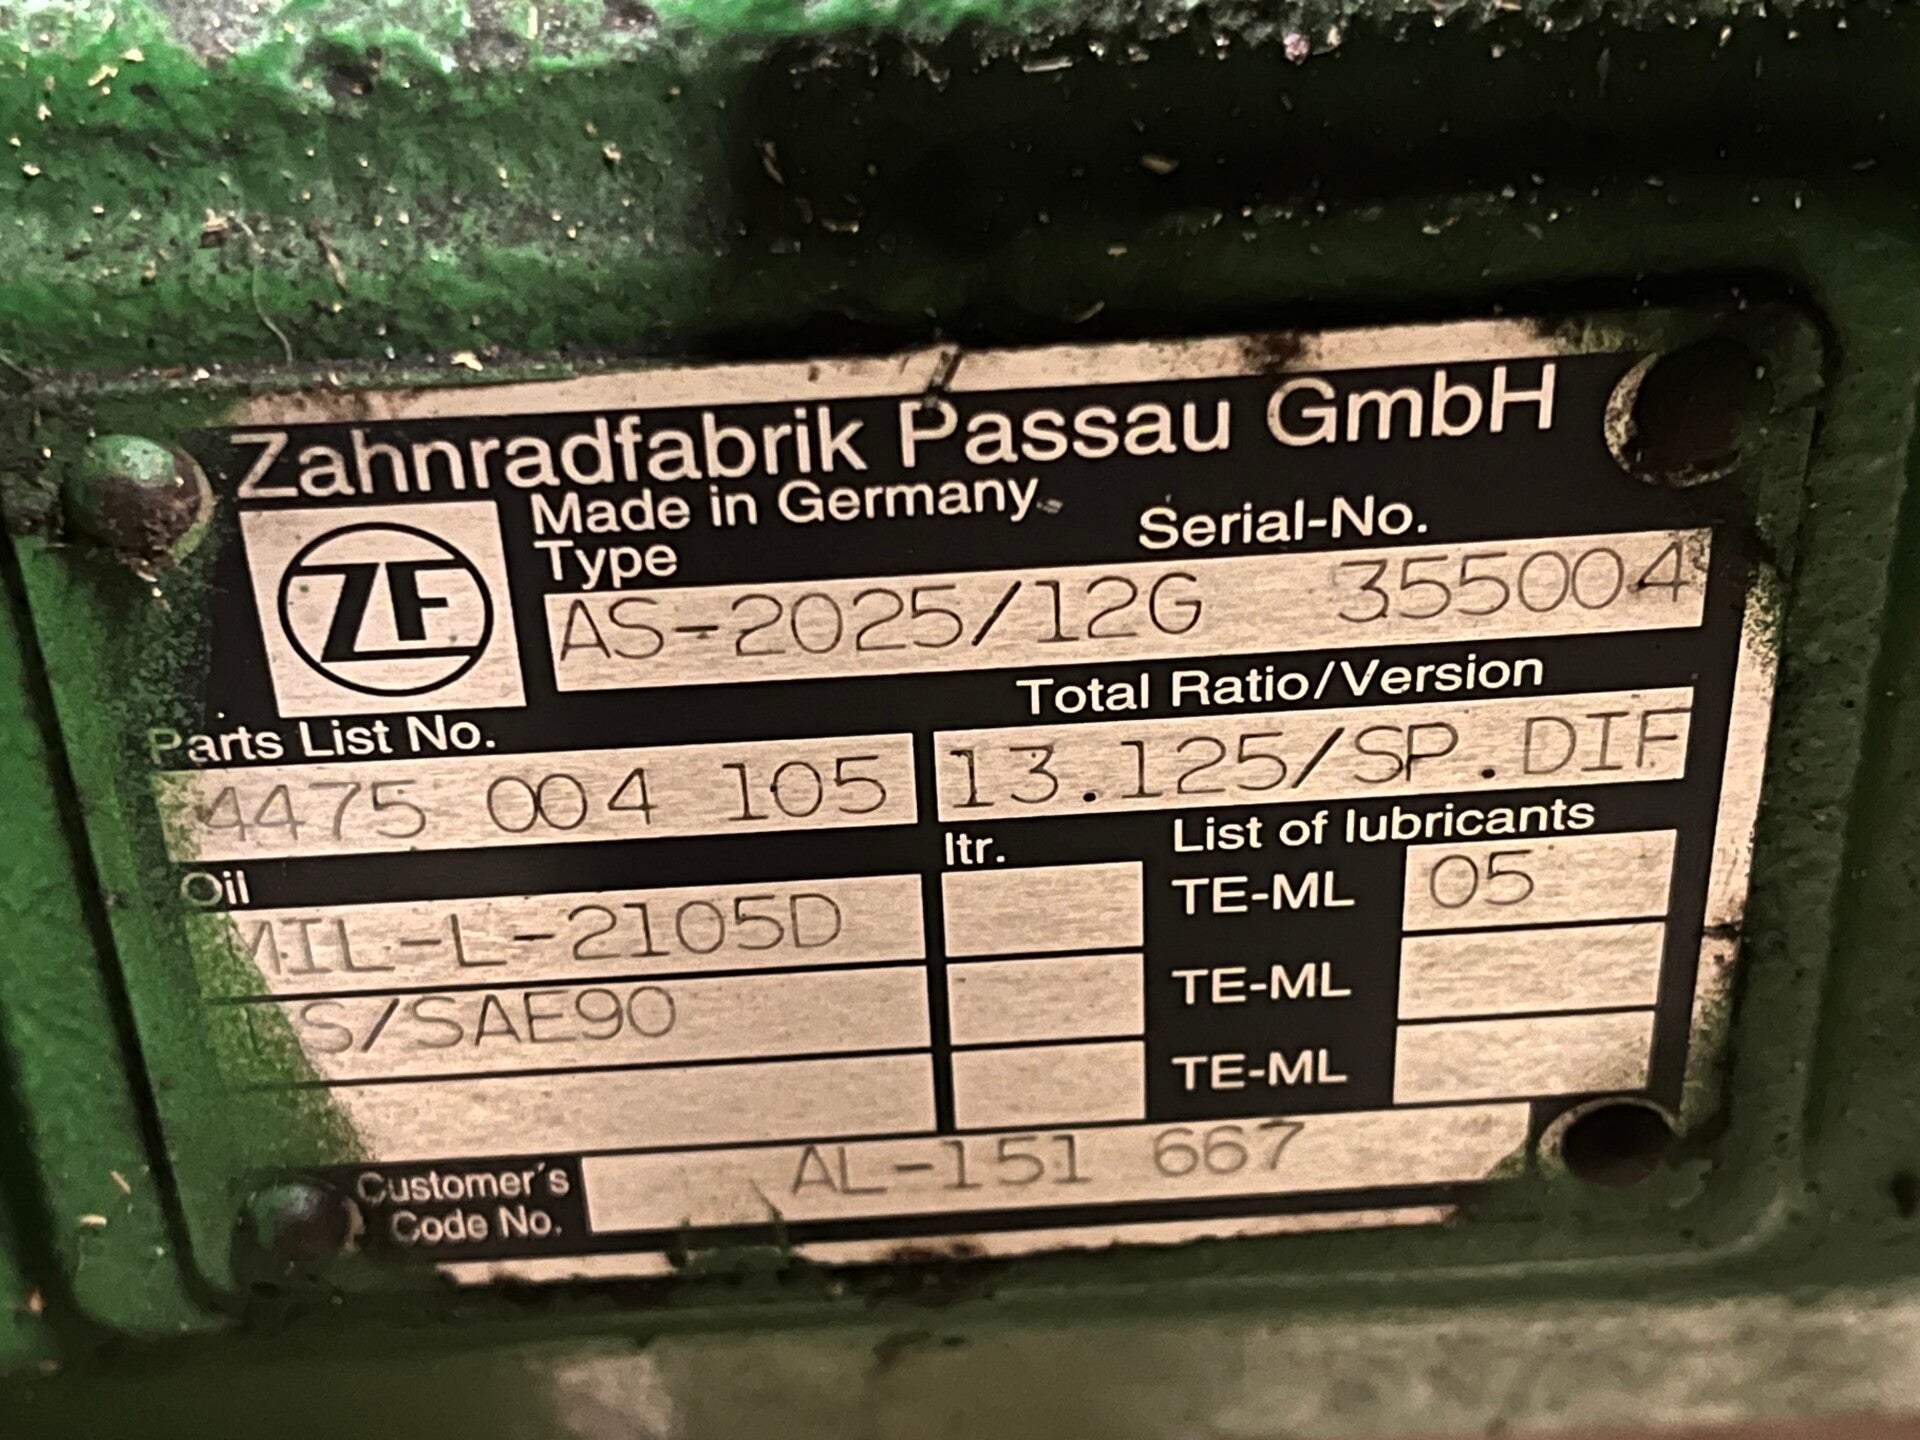 Zahnradfabrik Passau GmbH
ZF
Made in Germany
Type Serial-No.
AS-2025/12G 355004
Parts List No. Total Ratio/Version
4475 004 105 13.125/SP.DIF
Oil ltr. List of lubricants
MIL-L-2105D TE-ML 05
S/SAE90 TE-ML
TE-ML
Customer's
Code No. AL-151 667